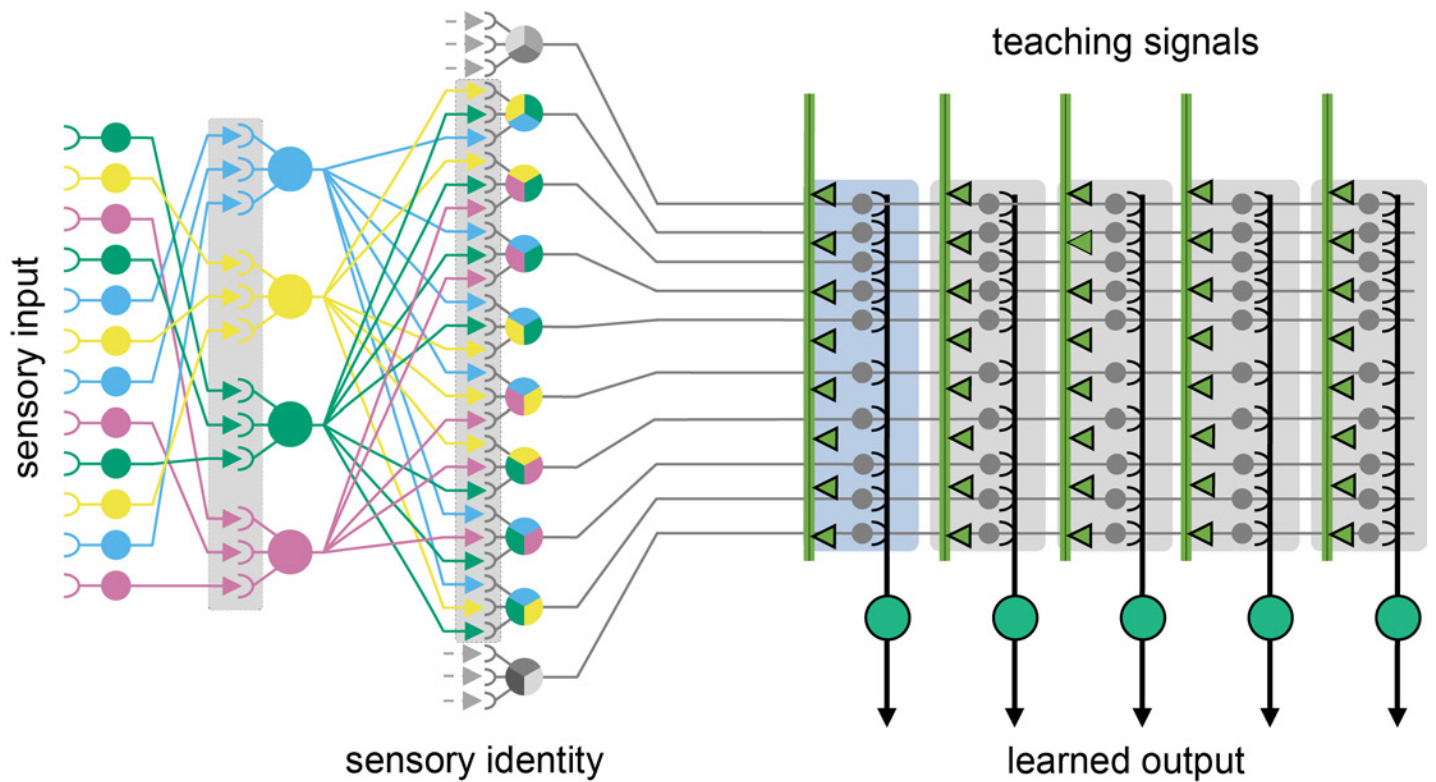 teaching signals
sensory input
sensory identity
learned output